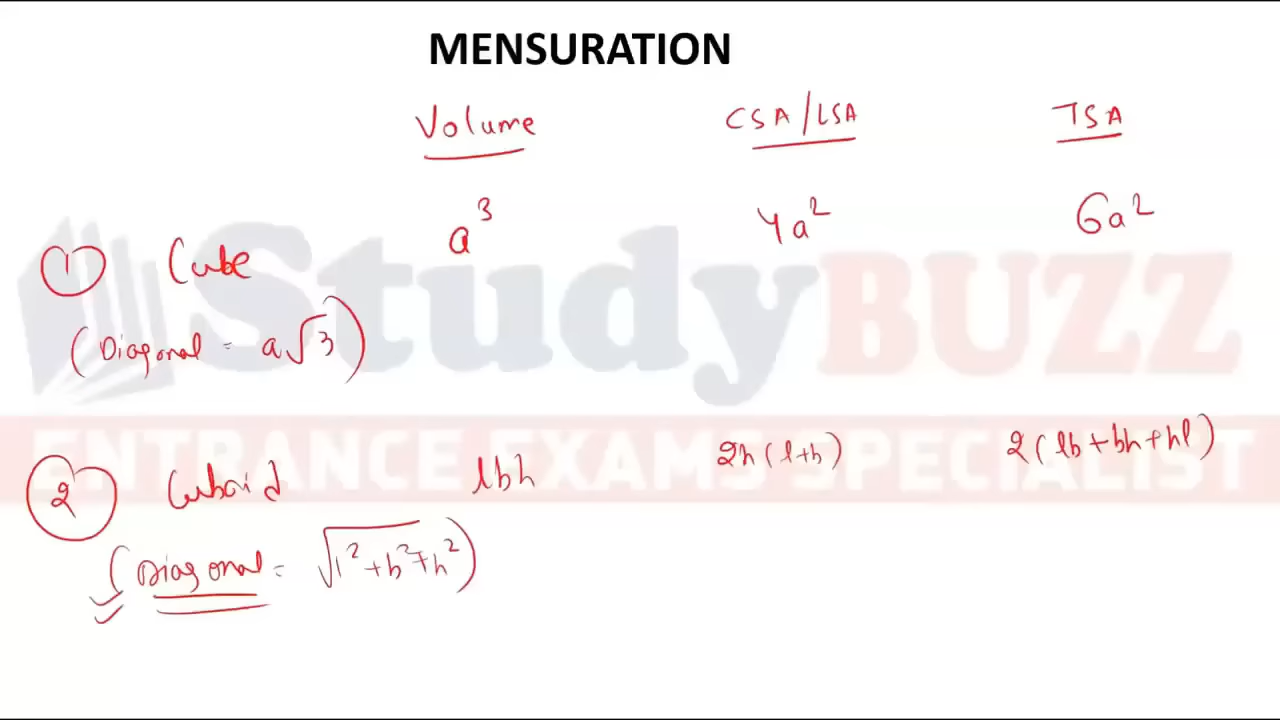 MENSURATION
Volume CSA/LSA TSA
a³ 4a² 6a²
① Cube
(Diagonal = a√3)
StudyBUZZ
ENTRANCE EXAMS SPECIALIST
② Cuboid lbh 2h(l+b) 2(lb+bh+hl)
(Diagonal = √l²+b²+h²)